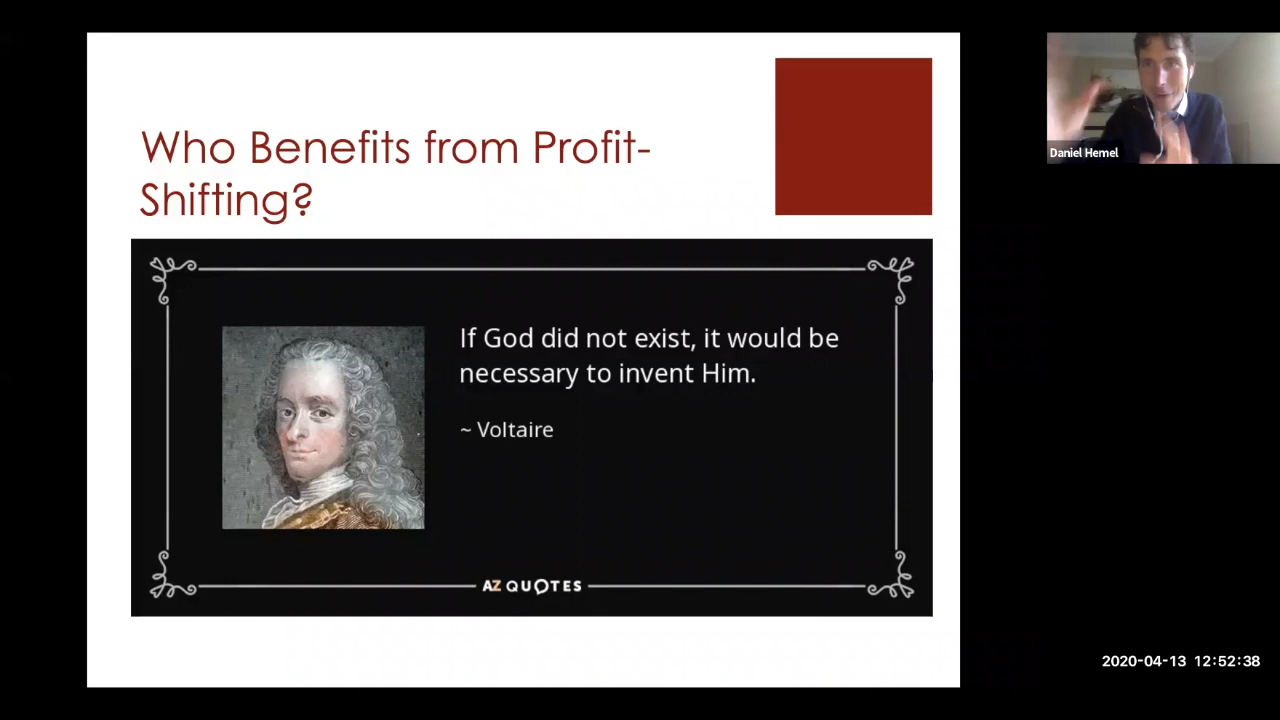 Who Benefits from Profit-
Shifting?
If God did not exist, it would be
necessary to invent Him.
~ Voltaire
AZ QUOTES
Daniel Hemel
2020-04-13 12:52:38